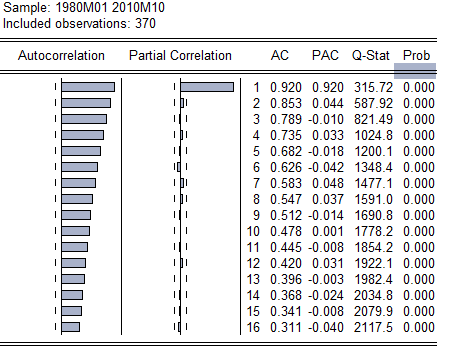 Sample: 1980M01 2010M10
Included observations: 370
Autocorrelation Partial Correlation AC PAC Q-Stat Prob
1 0.920 0.920 315.72 0.000
2 0.853 0.044 587.92 0.000
3 0.789 -0.010 821.49 0.000
4 0.735 0.033 1024.8 0.000
5 0.682 -0.018 1200.1 0.000
6 0.626 -0.042 1348.4 0.000
7 0.583 0.048 1477.1 0.000
8 0.547 0.037 1591.0 0.000
9 0.512 -0.014 1690.8 0.000
10 0.478 0.001 1778.2 0.000
11 0.445 -0.008 1854.2 0.000
12 0.420 0.031 1922.1 0.000
13 0.396 -0.003 1982.4 0.000
14 0.368 -0.024 2034.8 0.000
15 0.341 -0.008 2079.9 0.000
16 0.311 -0.040 2117.5 0.000